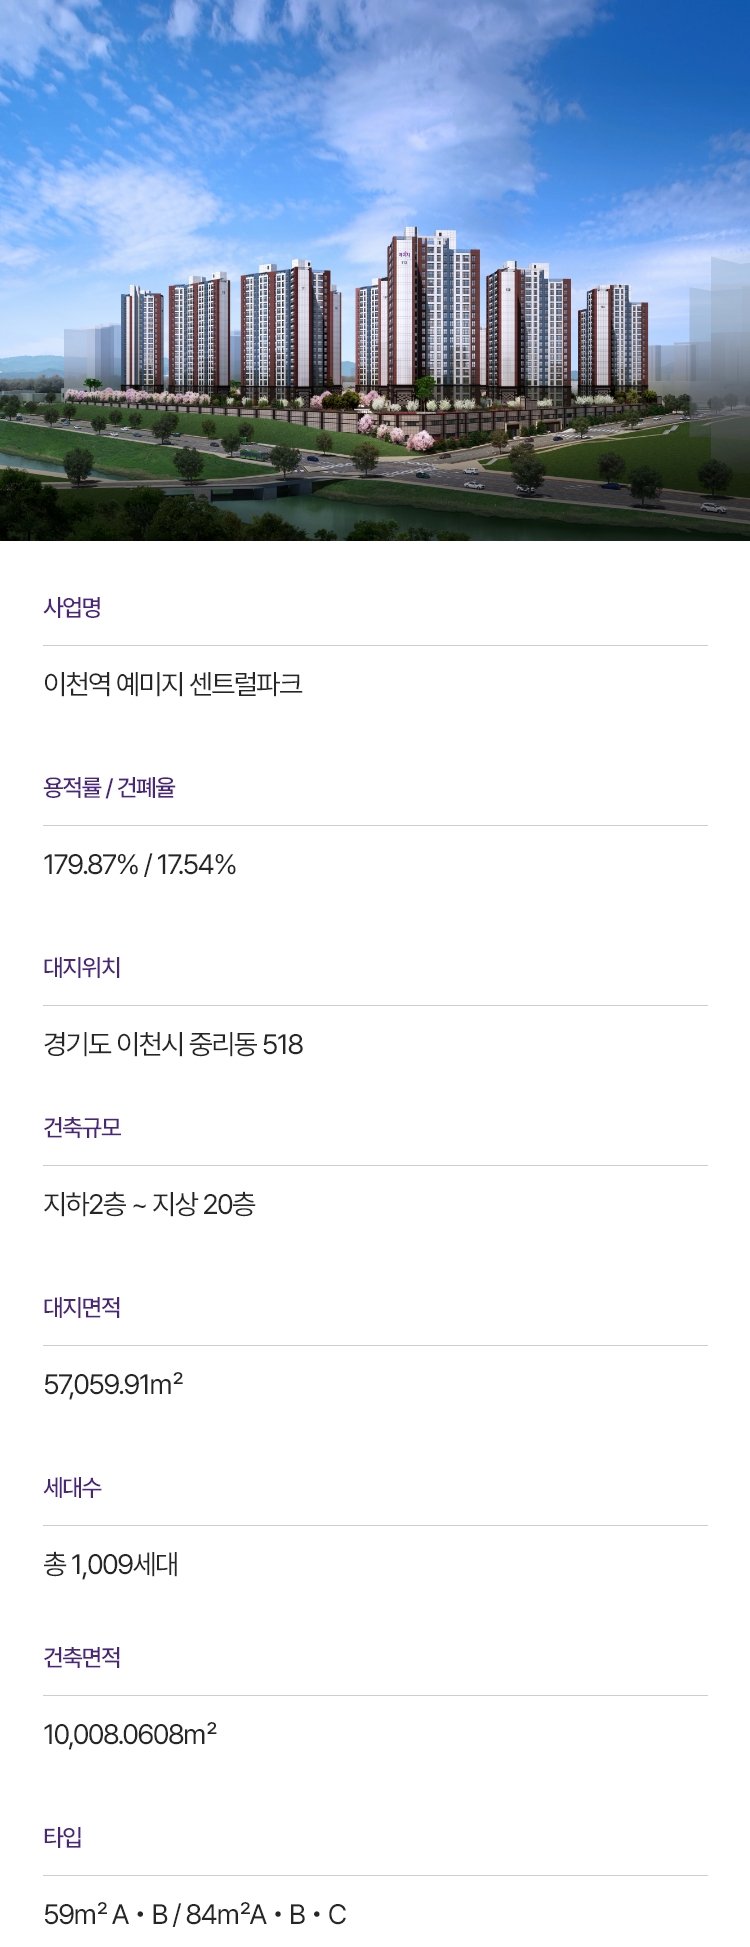 사업명
이천역 예미지 센트럴파크
용적률 / 건폐율
179.87% / 17.54%
대지위치
경기도 이천시 중리동 518
건축규모
지하2층 ~ 지상 20층
대지면적
57,059.91m²
세대수
총 1,009세대
건축면적
10,008.0608m²
타입
59m² A • B / 84m²A • B • C